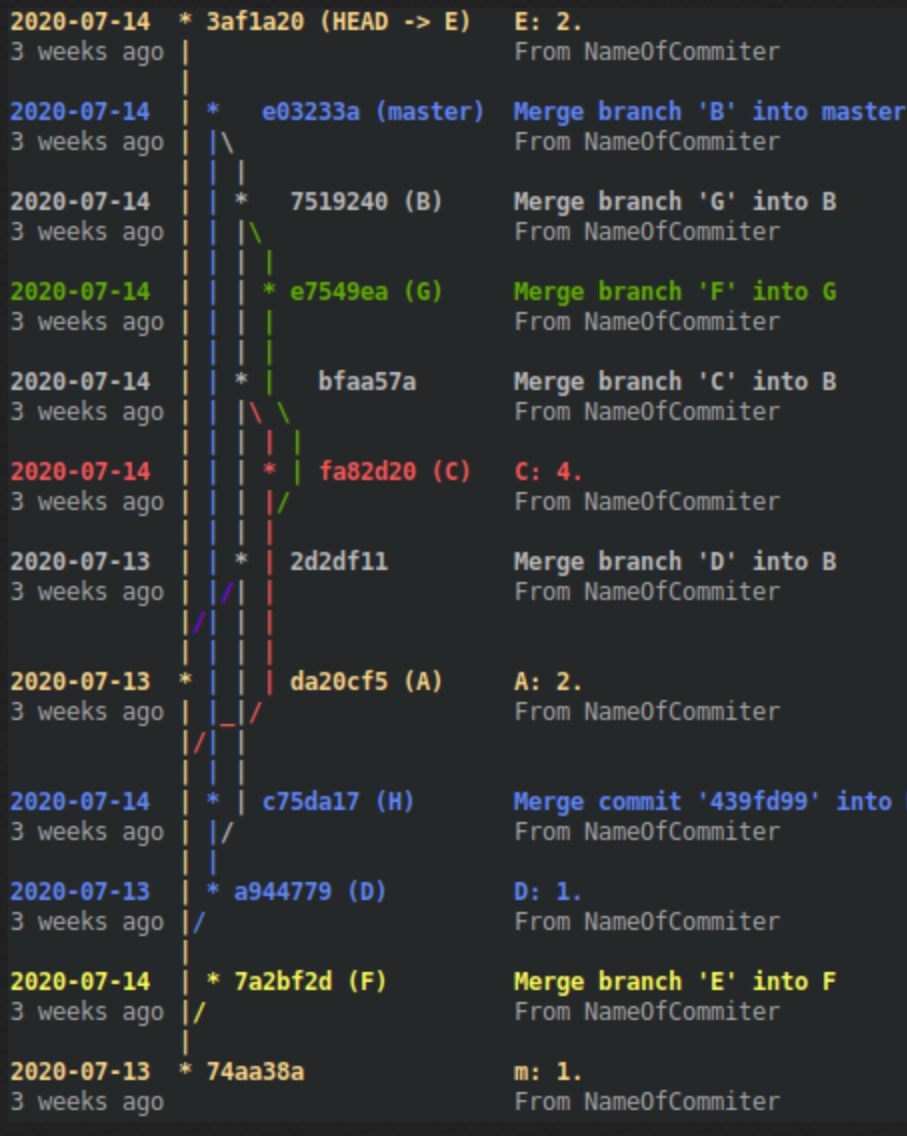 2020-07-14 * 3af1a20 (HEAD -> E) E: 2.
3 weeks ago | From NameOfCommiter
|
2020-07-14 | * e03233a (master) Merge branch 'B' into master
3 weeks ago | |\ From NameOfCommiter
| | |
2020-07-14 | | * 7519240 (B) Merge branch 'G' into B
3 weeks ago | | |\ From NameOfCommiter
| | | |
2020-07-14 | | | * e7549ea (G) Merge branch 'F' into G
3 weeks ago | | | | From NameOfCommiter
| | | |
2020-07-14 | | * | bfaa57a Merge branch 'C' into B
3 weeks ago | | |\ \ From NameOfCommiter
| | | | |
2020-07-14 | | | * | fa82d20 (C) C: 4.
3 weeks ago | | | |/ From NameOfCommiter
| | | |
2020-07-13 | | * | 2d2df11 Merge branch 'D' into B
3 weeks ago | |/| | From NameOfCommiter
|/| | |
| | | |
2020-07-13 * | | | da20cf5 (A) A: 2.
3 weeks ago | |_|/ From NameOfCommiter
|/| |
| | |
2020-07-14 | * | c75da17 (H) Merge commit '439fd99' into
3 weeks ago | |/ From NameOfCommiter
| |
2020-07-13 | * a944779 (D) D: 1.
3 weeks ago |/ From NameOfCommiter
|
2020-07-14 | * 7a2bf2d (F) Merge branch 'E' into F
3 weeks ago |/ From NameOfCommiter
|
2020-07-13 * 74aa38a m: 1.
3 weeks ago From NameOfCommiter